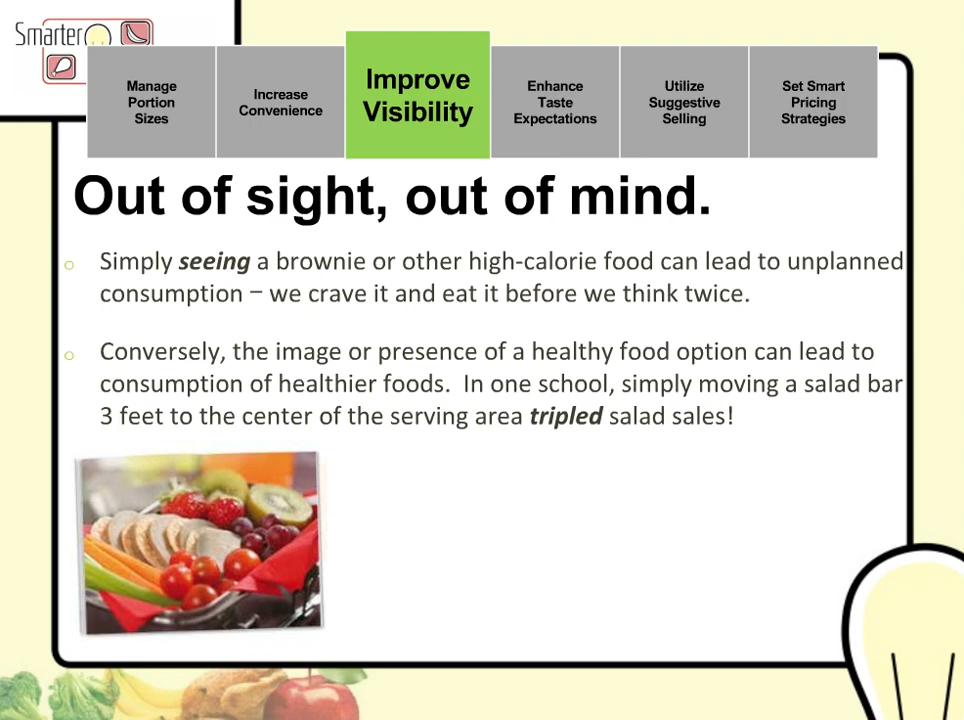 Smarter
Manage
Portion
Sizes
Increase
Convenience
Improve
Visibility
Enhance
Taste
Expectations
Utilize
Suggestive
Selling
Set Smart
Pricing
Strategies
Out of sight, out of mind.
o Simply seeing a brownie or other high-calorie food can lead to unplanned
consumption – we crave it and eat it before we think twice.
o Conversely, the image or presence of a healthy food option can lead to
consumption of healthier foods.  In one school, simply moving a salad bar
3 feet to the center of the serving area tripled salad sales!